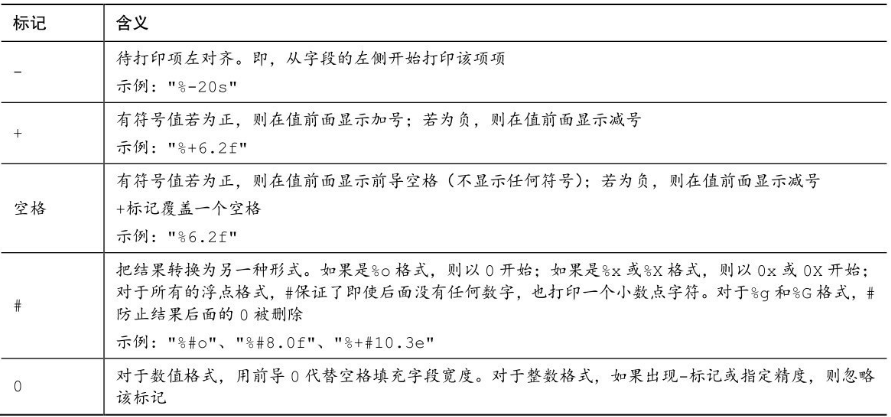 标记 含义
- 待打印项左对齐。即，从字段的左侧开始打印该项项
示例："%-20s"
+ 有符号值若为正，则在值前面显示加号；若为负，则在值前面显示减号
示例："%+6.2f"
空格 有符号值若为正，则在值前面显示前导空格（不显示任何符号）；若为负，则在值前面显示减号
+标记覆盖一个空格
示例："%6.2f"
# 把结果转换为另一种形式。如果是%o 格式，则以 0 开始；如果是%x 或%X 格式，则以 0x 或 0X 开始；
对于所有的浮点格式，#保证了即使后面没有任何数字，也打印一个小数点字符。对于%g 和%G 格式，#
防止结果后面的 0 被删除
示例："%#o"、"%#8.0f"、"%+#10.3e"
0 对于数值格式，用前导 0 代替空格填充字段宽度。对于整数格式，如果出现-标记或指定精度，则忽略
该标记